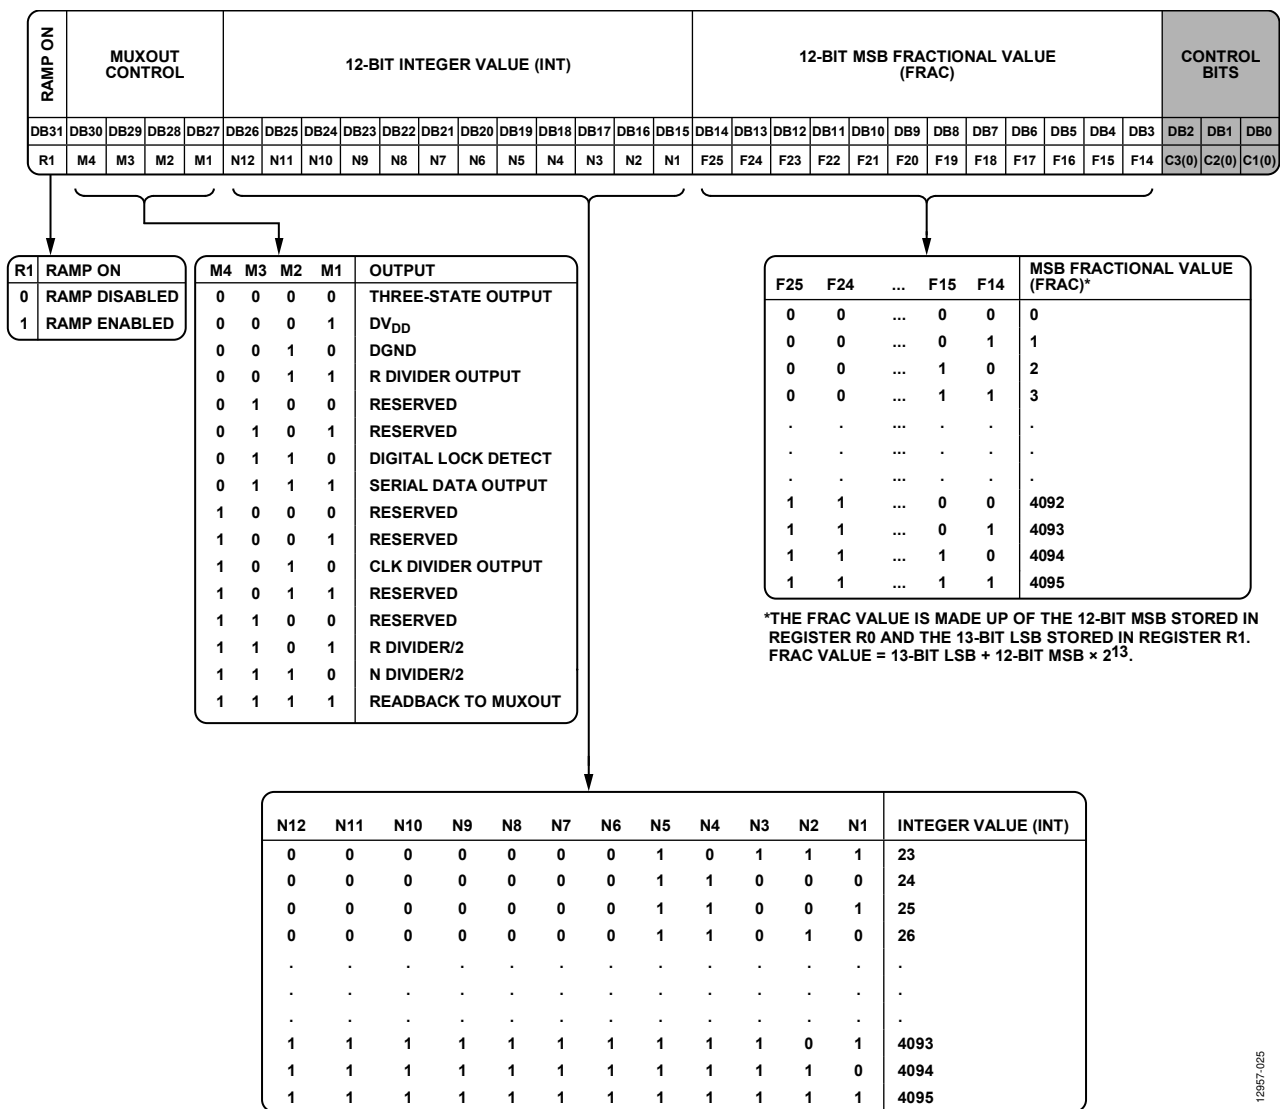 RAMP ON
MUXOUT
CONTROL
12-BIT INTEGER VALUE (INT)
12-BIT MSB FRACTIONAL VALUE
(FRAC)
CONTROL
BITS
DB31 DB30 DB29 DB28 DB27 DB26 DB25 DB24 DB23 DB22 DB21 DB20 DB19 DB18 DB17 DB16 DB15 DB14 DB13 DB12 DB11 DB10 DB9 DB8 DB7 DB6 DB5 DB4 DB3 DB2 DB1 DB0
R1 M4 M3 M2 M1 N12 N11 N10 N9 N8 N7 N6 N5 N4 N3 N2 N1 F25 F24 F23 F22 F21 F20 F19 F18 F17 F16 F15 F14 C3(0) C2(0) C1(0)
R1 RAMP ON
0 RAMP DISABLED
1 RAMP ENABLED
M4 M3 M2 M1 OUTPUT
0 0 0 0 THREE-STATE OUTPUT
0 0 0 1 DVDD
0 0 1 0 DGND
0 0 1 1 R DIVIDER OUTPUT
0 1 0 0 RESERVED
0 1 0 1 RESERVED
0 1 1 0 DIGITAL LOCK DETECT
0 1 1 1 SERIAL DATA OUTPUT
1 0 0 0 RESERVED
1 0 0 1 RESERVED
1 0 1 0 CLK DIVIDER OUTPUT
1 0 1 1 RESERVED
1 1 0 0 RESERVED
1 1 0 1 R DIVIDER/2
1 1 1 0 N DIVIDER/2
1 1 1 1 READBACK TO MUXOUT
F25 F24 ... F15 F14 MSB FRACTIONAL VALUE
(FRAC)*
0 0 ... 0 0 0
0 0 ... 0 1 1
0 0 ... 1 0 2
0 0 ... 1 1 3
. . ... . . .
. . ... . . .
. . ... . . .
1 1 ... 0 0 4092
1 1 ... 0 1 4093
1 1 ... 1 0 4094
1 1 ... 1 1 4095
*THE FRAC VALUE IS MADE UP OF THE 12-BIT MSB STORED IN
REGISTER R0 AND THE 13-BIT LSB STORED IN REGISTER R1.
FRAC VALUE = 13-BIT LSB + 12-BIT MSB × 2¹³.
N12 N11 N10 N9 N8 N7 N6 N5 N4 N3 N2 N1 INTEGER VALUE (INT)
0 0 0 0 0 0 0 1 0 1 1 1 23
0 0 0 0 0 0 0 1 1 0 0 0 24
0 0 0 0 0 0 0 1 1 0 0 1 25
0 0 0 0 0 0 0 1 1 0 1 0 26
. . . . . . . . . . . . .
. . . . . . . . . . . . .
. . . . . . . . . . . . .
1 1 1 1 1 1 1 1 1 1 0 1 4093
1 1 1 1 1 1 1 1 1 1 1 0 4094
1 1 1 1 1 1 1 1 1 1 1 1 4095
12957-025